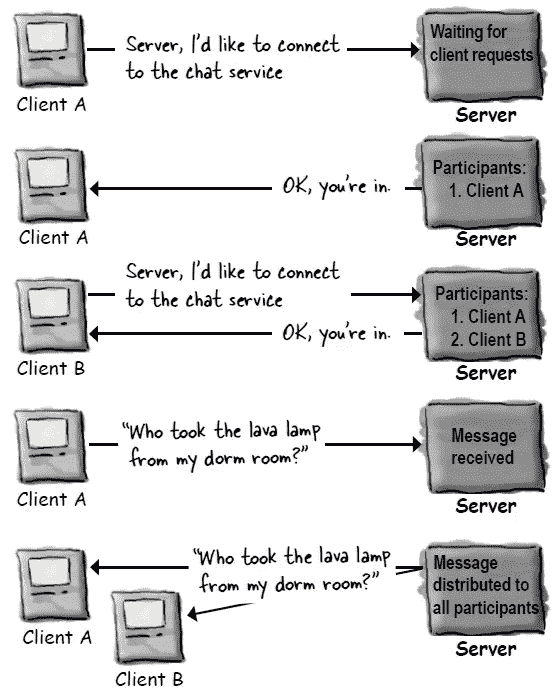 Server, I'd like to connect
to the chat service
Waiting for
client requests
Client A
Server
OK, you're in.
Participants:
1. Client A
Client A
Server
Server, I'd like to connect
to the chat service
OK, you're in.
Participants:
1. Client A
2. Client B
Client B
Server
"Who took the lava lamp
from my dorm room?"
Message
received
Client A
Server
"Who took the lava lamp
from my dorm room?"
Message
distributed to
all participants
Client A
Client B
Server